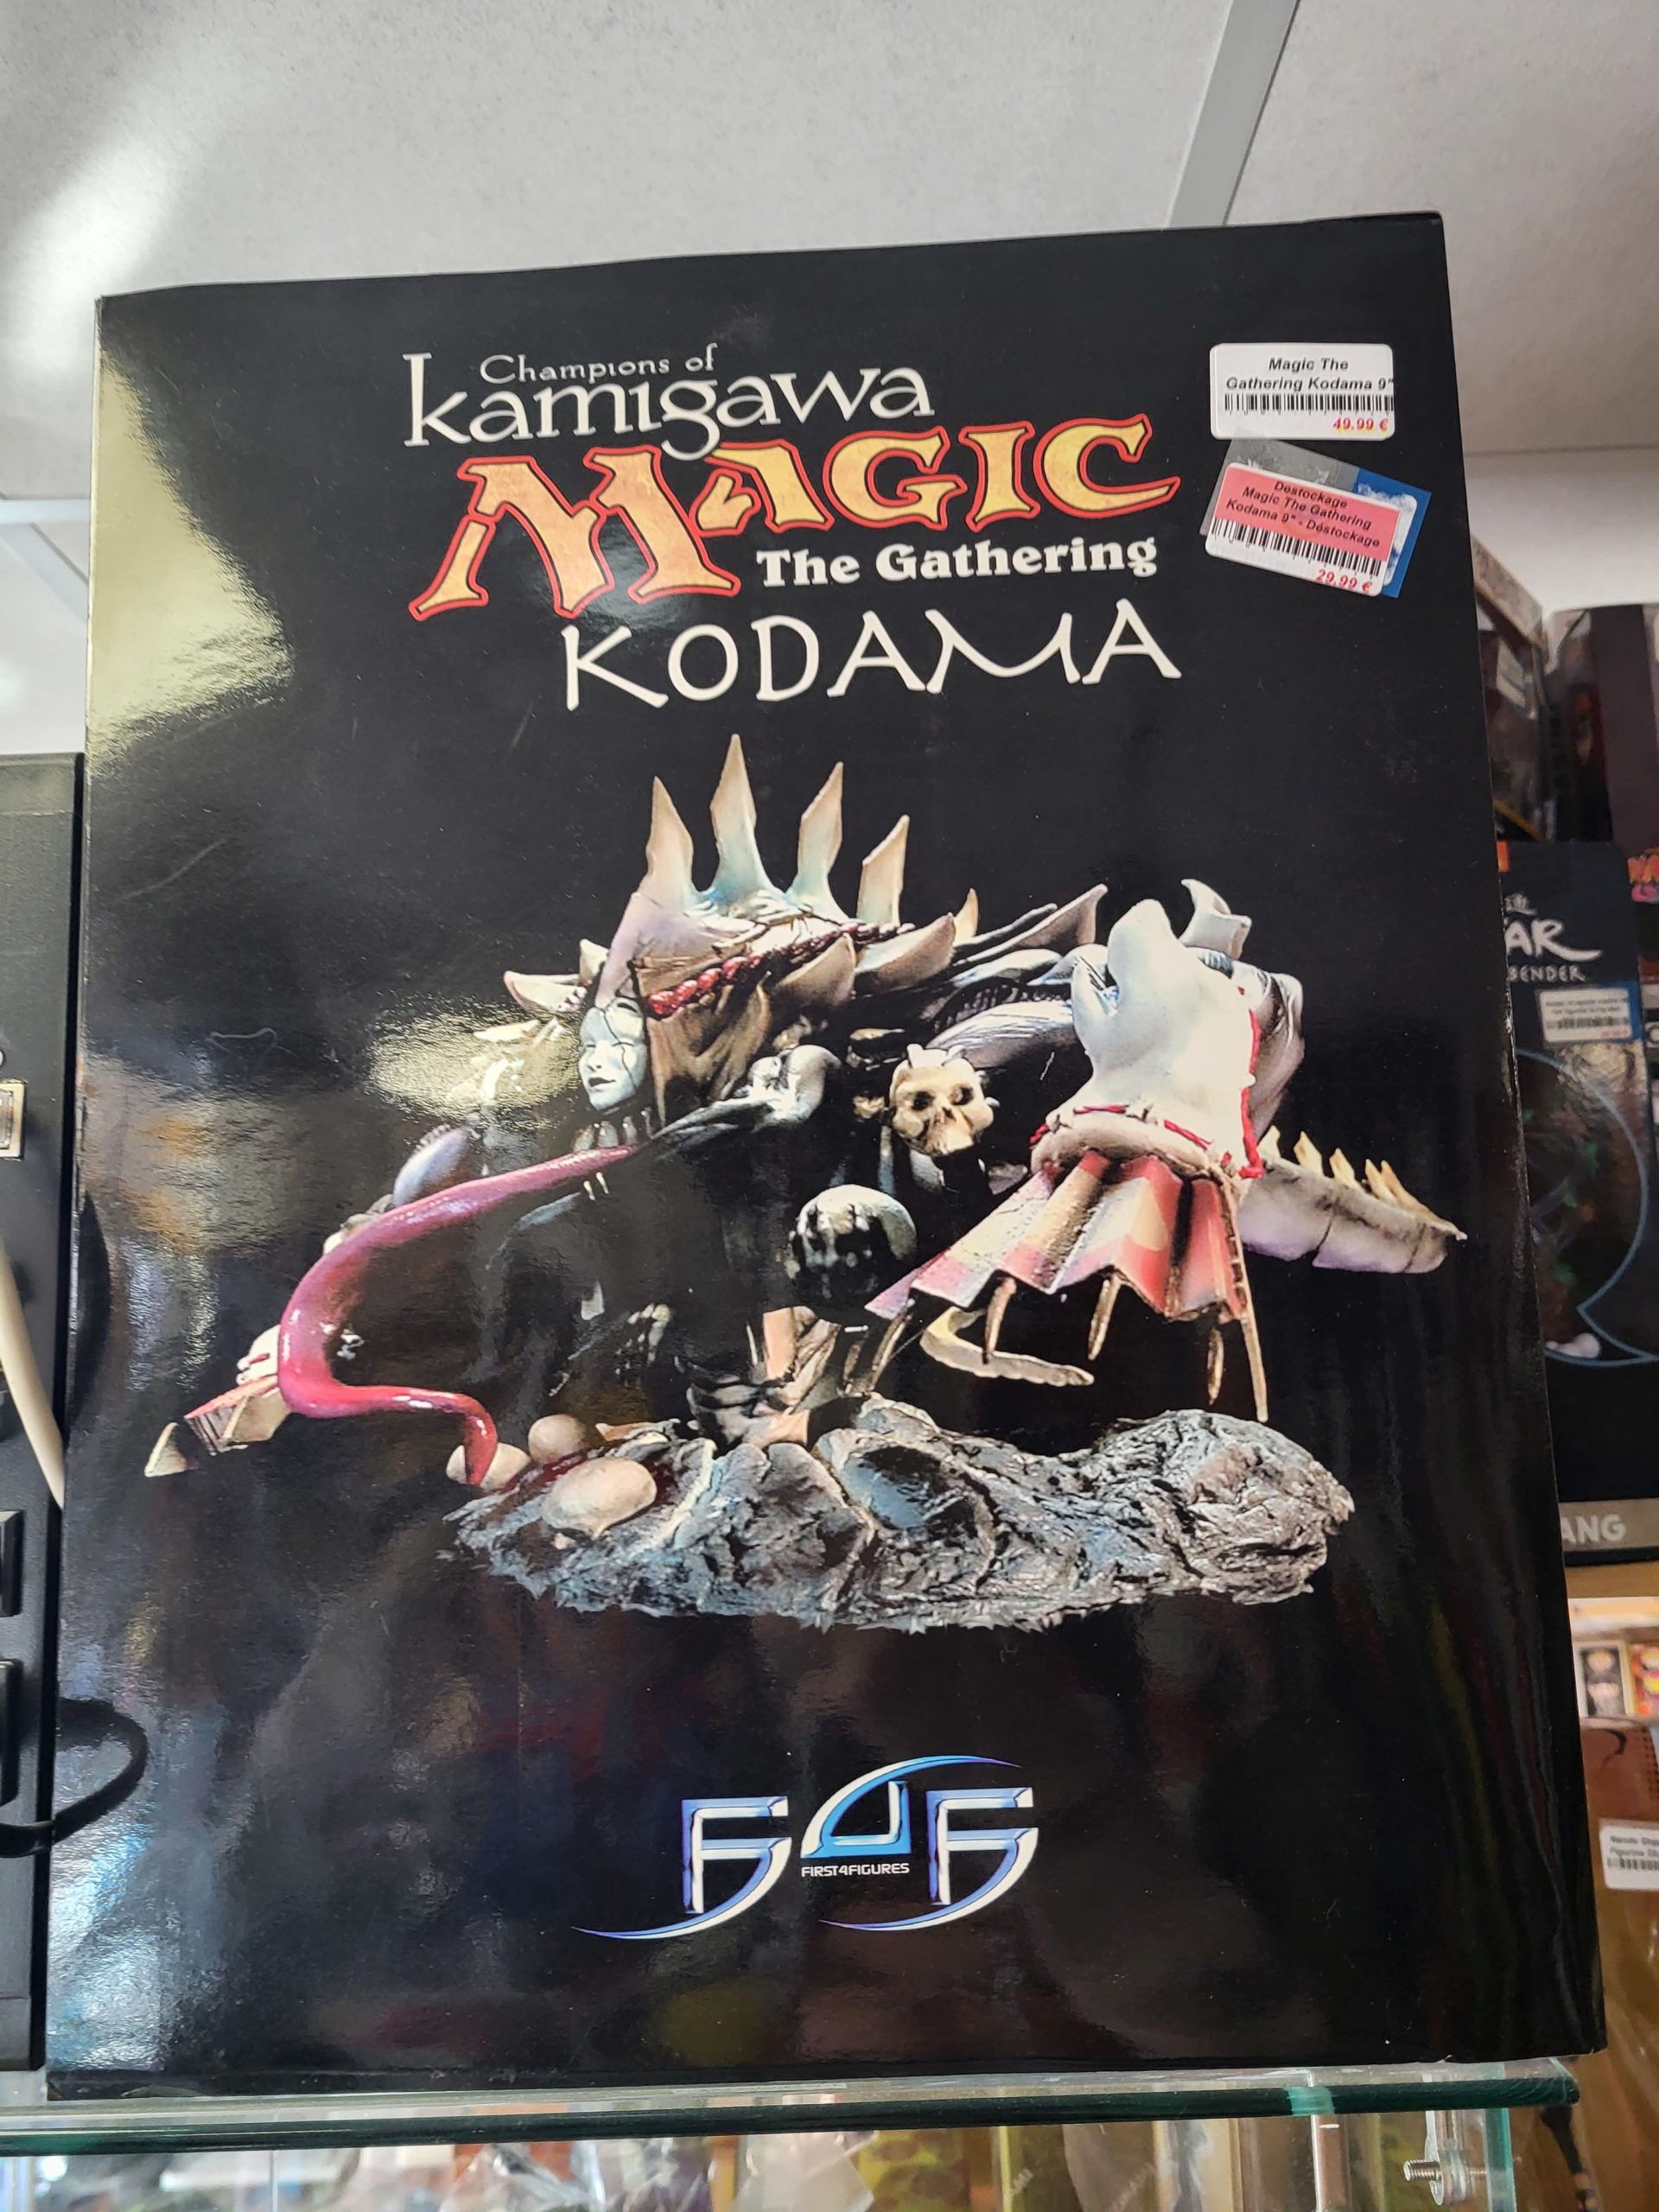 Champions of
kamigawa
MAGIC
The Gathering
KODAMA
Magic The
Gathering Kodama 9"
49.99 €
Destockage
Magic The Gathering
Kodama 9" - Déstockage
29.99 €
BENDER
ANG
FIRST4FIGURES